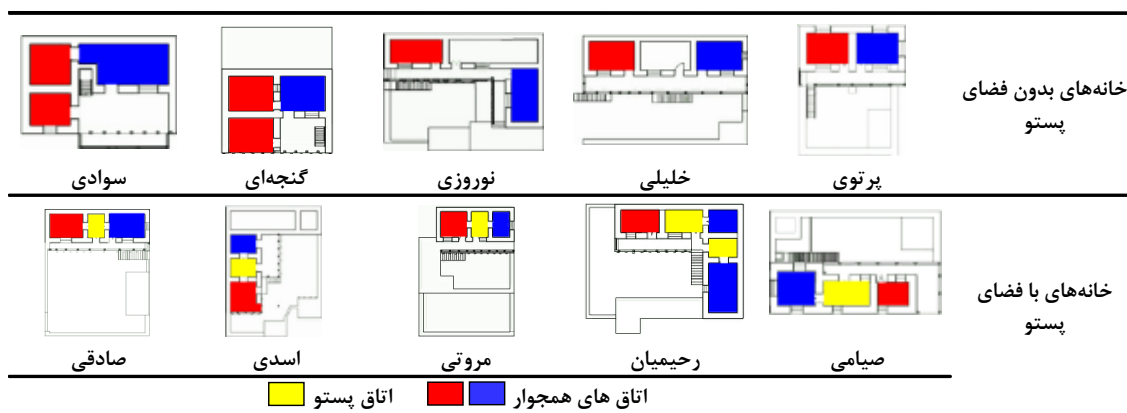 خانه‌های بدون فضای
پستو
پرتوی
خلیلی
نوروزی
گنجه‌ای
سوادی
خانه‌های با فضای
پستو
صیامی
رحیمیان
مروتی
اسدی
صادقی
اتاق های همجوار
اتاق پستو